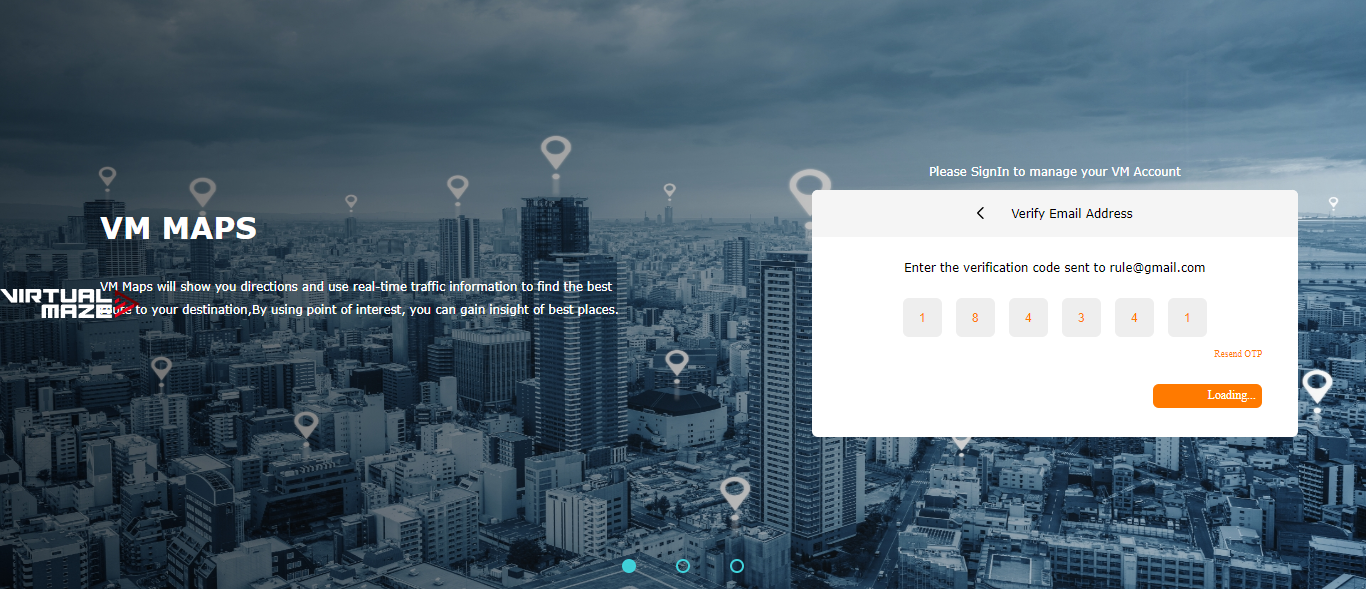 Please SignIn to manage your VM Account
Verify Email Address
VM MAPS
Enter the verification code sent to rule@gmail.com
VM Maps will show you directions and use real-time traffic information to find the best
VIRTUAL
MAZE
to your destination,By using point of interest, you can gain insight of best places.
1 8 4 3 4 1
Resend OTP
Loading...